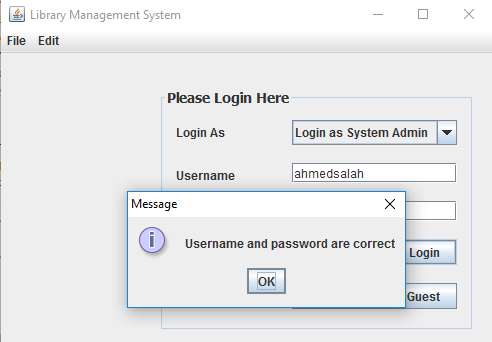 Library Management System
File Edit
Please Login Here
Login As
Login as System Admin
Username
ahmedsalah
Message
Username and password are correct
OK
Login
Guest